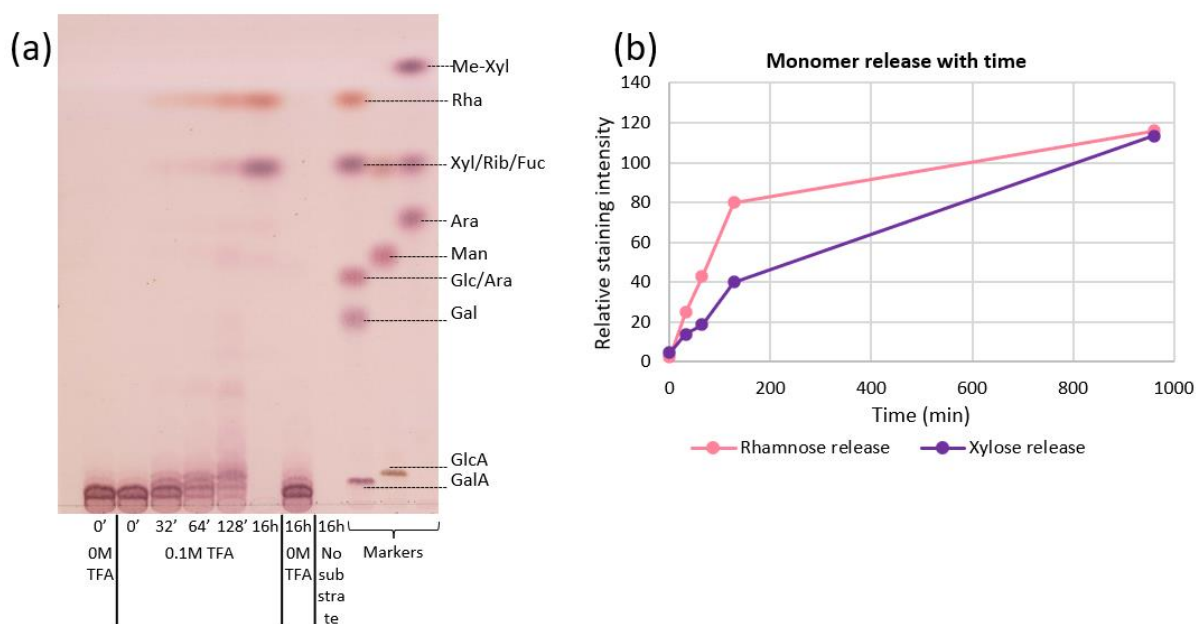 (a)
Me-Xyl
Rha
Xyl/Rib/Fuc
Ara
Man
Glc/Ara
Gal
GlcA
GalA
0’ 0’ 32’ 64’ 128’ 16h 16h 16h
0M 0.1M TFA 0M No Markers
TFA TFA sub
stra
te
(b)
Monomer release with time
140
120
100
80
60
40
20
0
Relative staining intensity
0 200 400 600 800 1000
Time (min)
Rhamnose release Xylose release